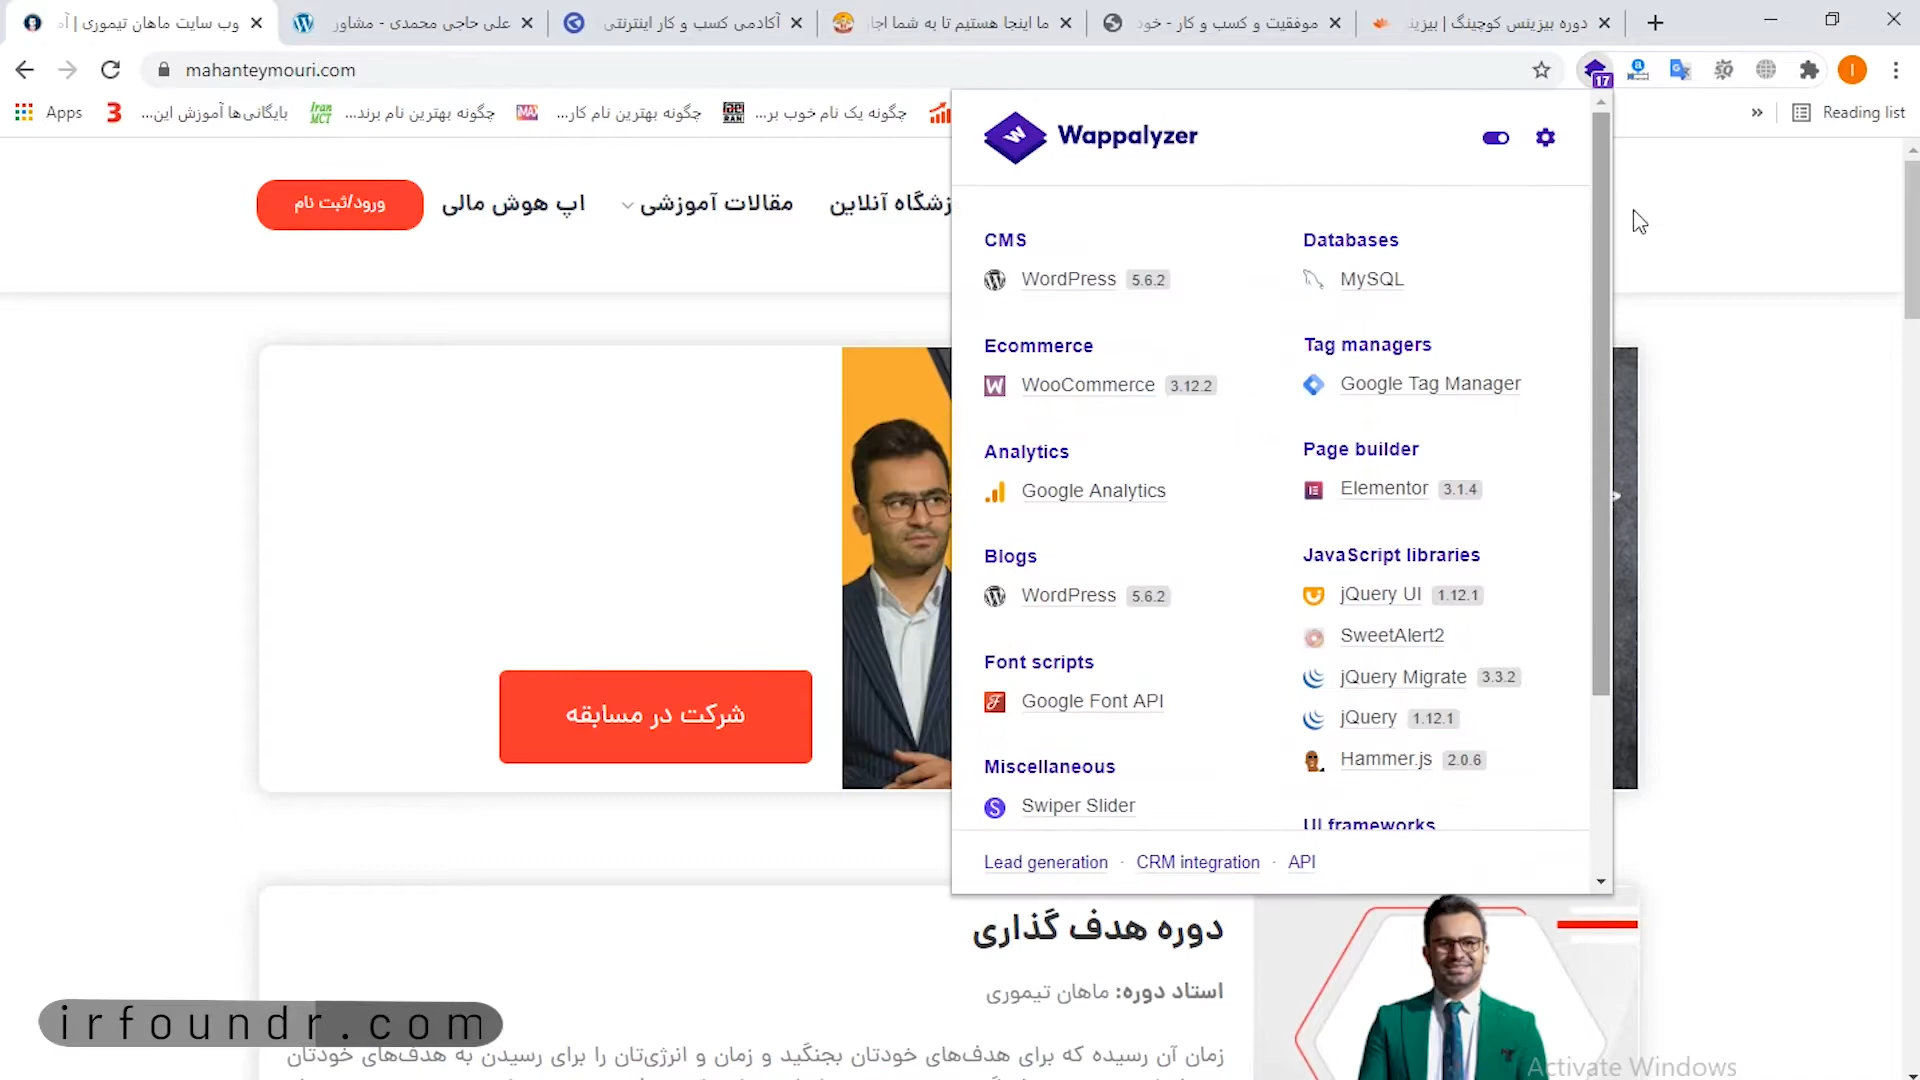 وب سایت ماهان تیموری | آ
علی حاجی محمدی - مشاور
آکادمی کسب و کار اینترنتی
ما اینجا هستیم تا به شما اجا
موفقیت و کسب و کار - خود
دوره بیزینس کوچینگ | بیزین
mahanteymouri.com
17
I
Apps
بایگانی‌ها آموزش این...
Iran MCT
چگونه بهترین نام برند...
چگونه بهترین نام کار...
چگونه یک نام خوب بر...
» Reading list
ورود/ثبت نام
اپ هوش مالی
مقالات آموزشی
زشگاه آنلاین
Wappalyzer
CMS
WordPress 5.6.2
Ecommerce
WooCommerce 3.12.2
Analytics
Google Analytics
Blogs
WordPress 5.6.2
Font scripts
Google Font API
Miscellaneous
Swiper Slider
Databases
MySQL
Tag managers
Google Tag Manager
Page builder
Elementor 3.1.4
JavaScript libraries
jQuery UI 1.12.1
SweetAlert2
jQuery Migrate 3.3.2
jQuery 1.12.1
Hammer.js 2.0.6
UI frameworks
Lead generation · CRM integration · API
شرکت در مسابقه
دوره هدف گذاری
استاد دوره: ماهان تیموری
زمان آن رسیده که برای هدف‌های خودتان بجنگید و زمان و انرژی‌تان را برای رسیدن به هدف‌های خودتان
irfoundr.com
Activate Windows